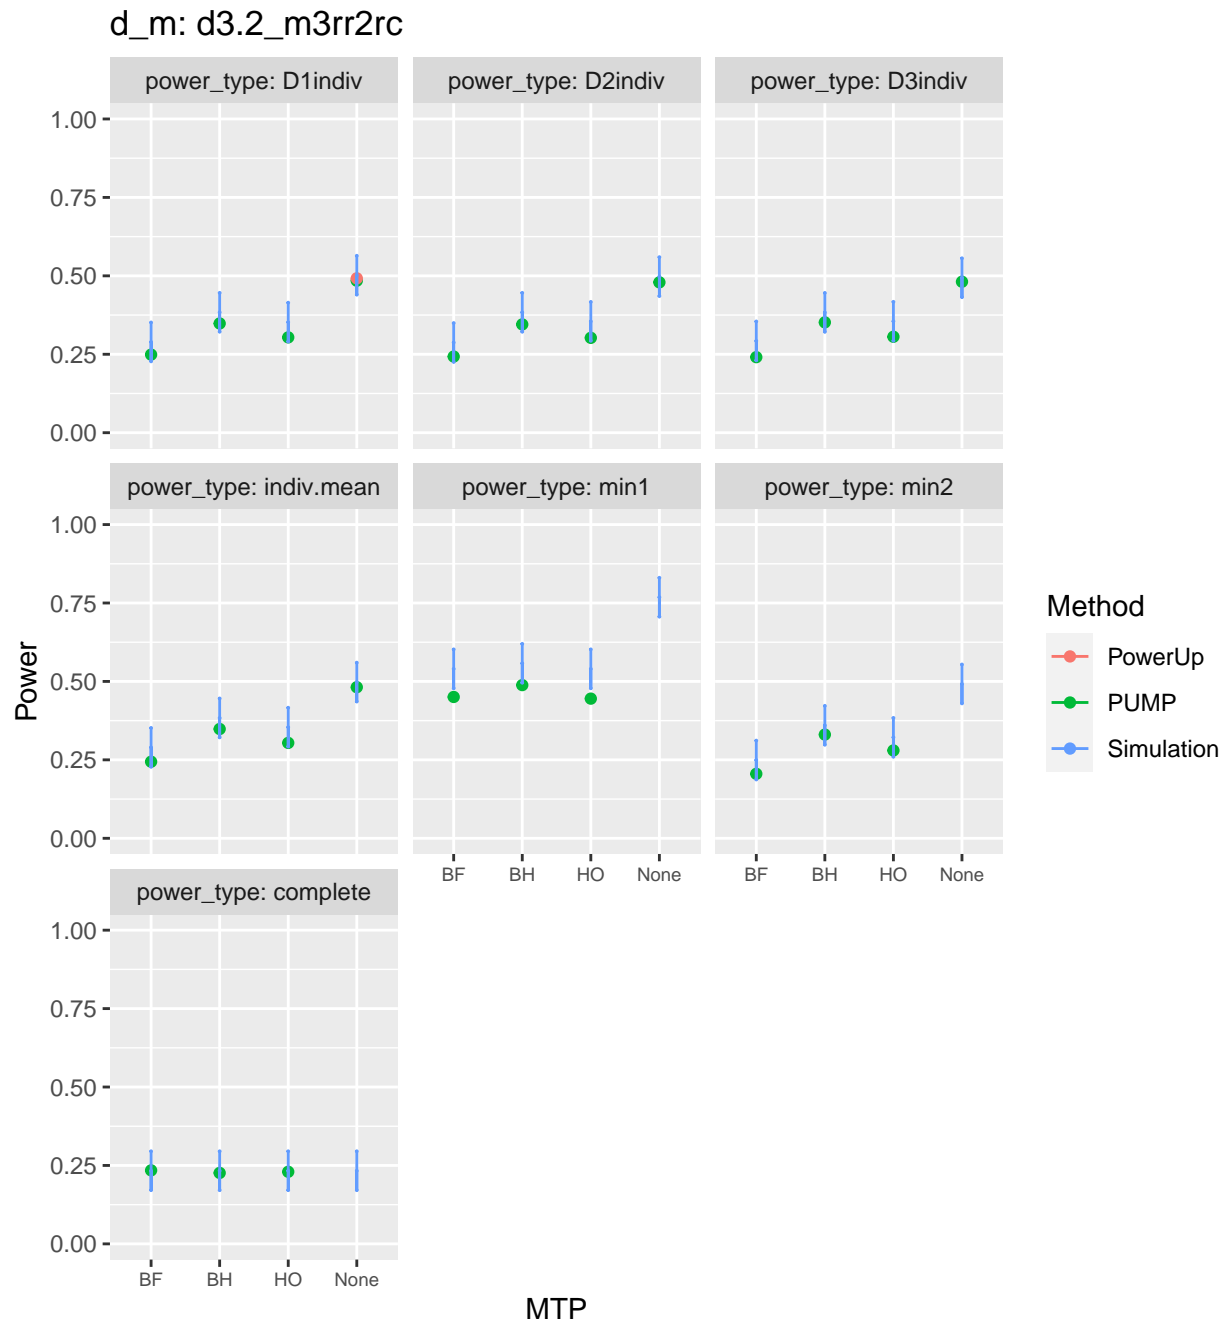 d_m: d3.2_m3rr2rc
power_type: D1indiv power_type: D2indiv power_type: D3indiv
1.00
0.75
0.50
0.25
0.00
power_type: indiv.mean power_type: min1 power_type: min2
1.00
0.75
0.50
0.25
0.00
BF BH HO None BF BH HO None
power_type: complete
1.00
0.75
0.50
0.25
0.00
BF BH HO None
MTP
Power
Method
PowerUp
PUMP
Simulation